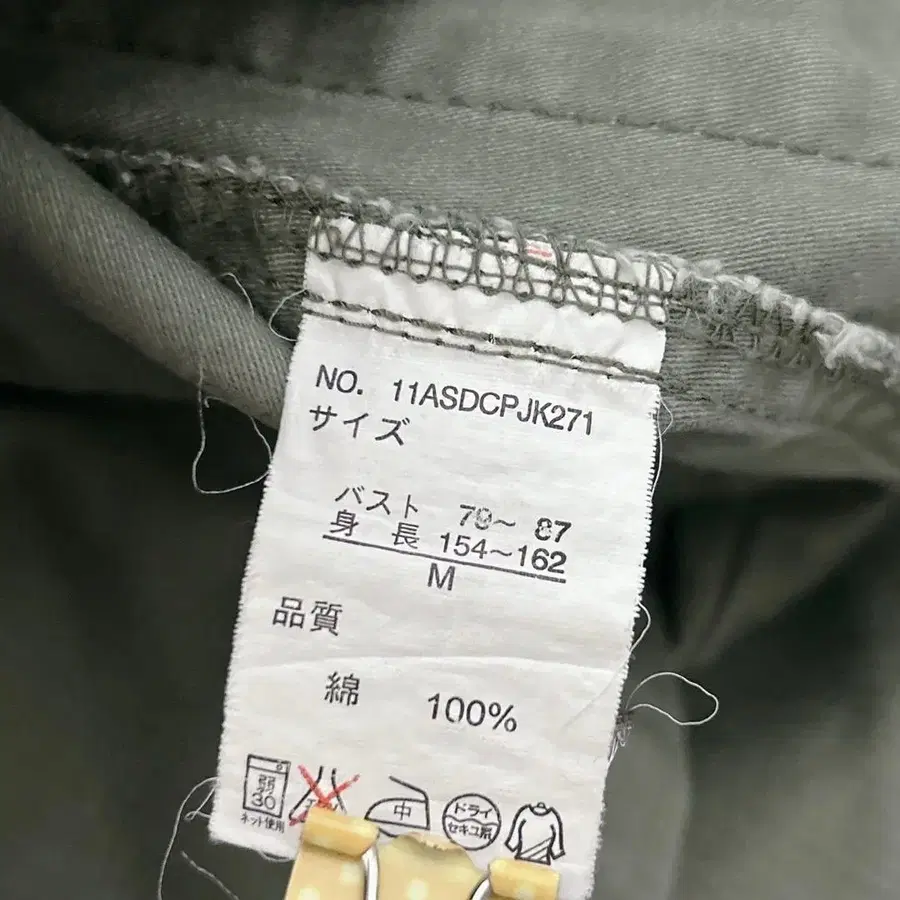 NO. 11ASDCPJK271
サイズ
バスト 79～ 87
身 長 154～162
M
品質
綿 100%
弱
30
ネット使用
中
ドライ
セキユ系